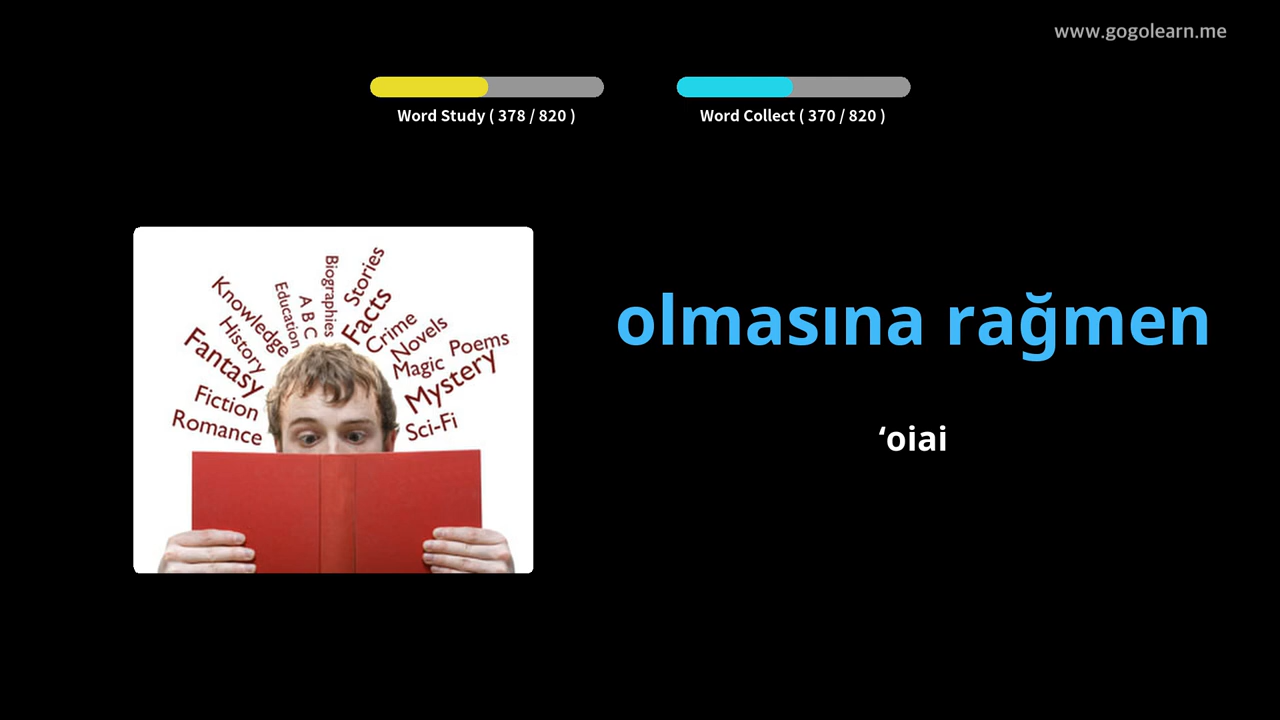 www.gogolearn.me
Word Study ( 378 / 820 )
Word Collect ( 370 / 820 )
Biographies
Stories
Education
A B C
Facts
Knowledge
Crime
History
Novels
Fantasy
Magic
Poems
Mystery
Fiction
Romance
Sci-Fi
olmasına rağmen
ʻoiai